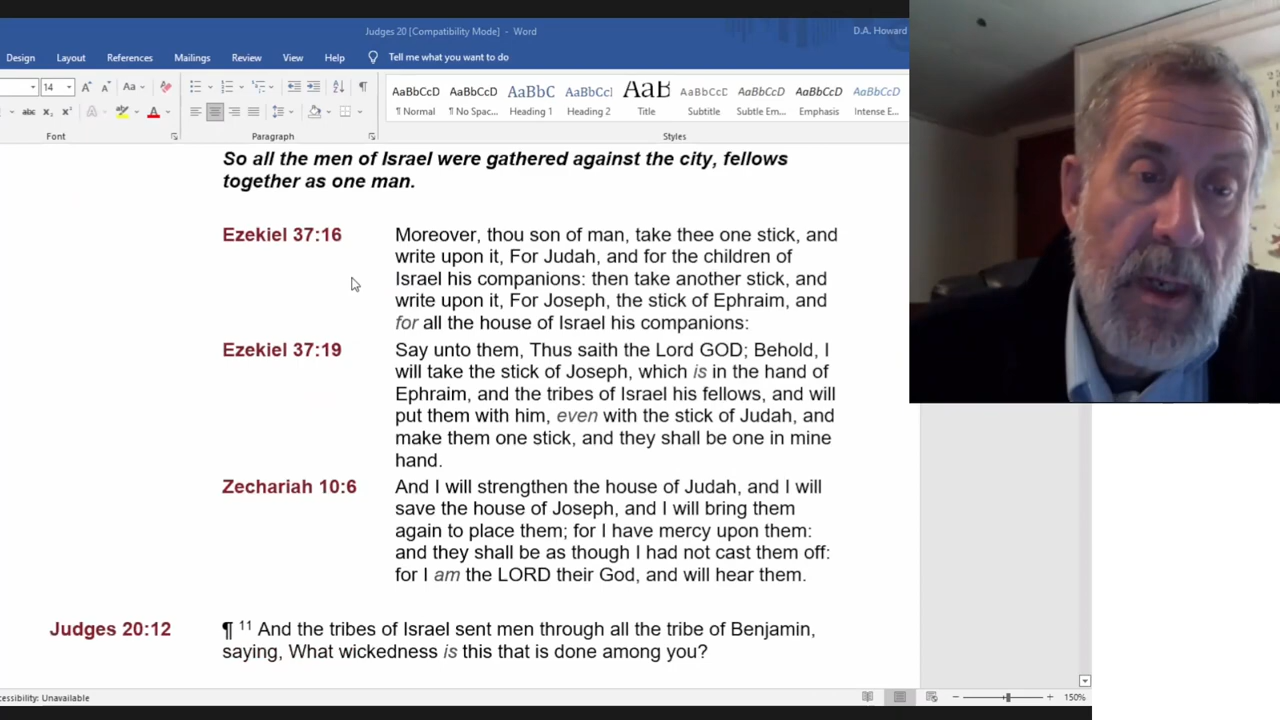 Judges 20 [Compatibility Mode] - Word
D.A. Howard
Design Layout References Mailings Review View Help Tell me what you want to do
14
Aa
abc x₂ x²
A A
AaBbCcD AaBbCcD AaBbC AaBbCcl AaB AaBbCcD AaBbCcD AaBbCcD AaBbCcD
¶ Normal ¶ No Spac... Heading 1 Heading 2 Title Subtitle Subtle Em... Emphasis Intense E...
Font Paragraph Styles
So all the men of Israel were gathered against the city, fellows
together as one man.
Ezekiel 37:16 Moreover, thou son of man, take thee one stick, and
write upon it, For Judah, and for the children of
Israel his companions: then take another stick, and
write upon it, For Joseph, the stick of Ephraim, and
for all the house of Israel his companions:
Ezekiel 37:19 Say unto them, Thus saith the Lord GOD; Behold, I
will take the stick of Joseph, which is in the hand of
Ephraim, and the tribes of Israel his fellows, and will
put them with him, even with the stick of Judah, and
make them one stick, and they shall be one in mine
hand.
Zechariah 10:6 And I will strengthen the house of Judah, and I will
save the house of Joseph, and I will bring them
again to place them; for I have mercy upon them:
and they shall be as though I had not cast them off:
for I am the LORD their God, and will hear them.
Judges 20:12 ¶ 11 And the tribes of Israel sent men through all the tribe of Benjamin,
saying, What wickedness is this that is done among you?
cessibility: Unavailable
150%